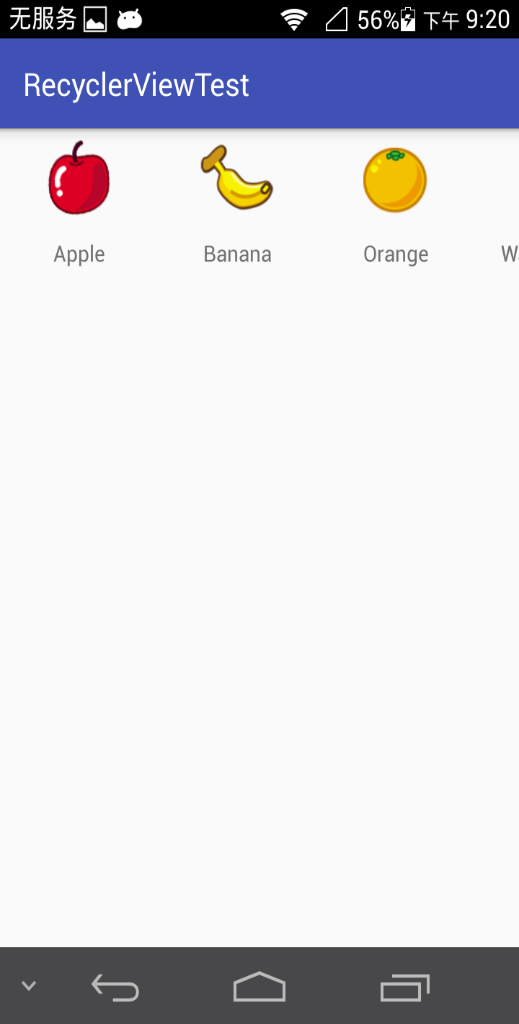 无服务 56% 下午 9:20
RecyclerViewTest
Apple Banana Orange